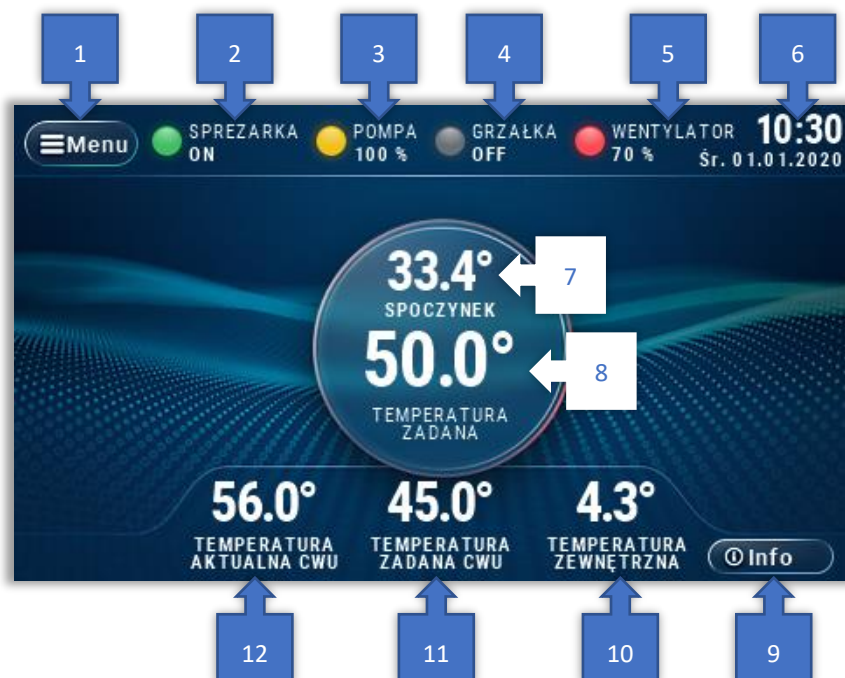 1 2 3 4 5 6
Menu
SPREZARKA
ON
POMPA
100 %
GRZAŁKA
OFF
WENTYLATOR
70 %
10:30
Śr. 01.01.2020
33.4°
7
SPOCZYNEK
50.0°
8
TEMPERATURA
ZADANA
56.0°
TEMPERATURA
AKTUALNA CWU
45.0°
TEMPERATURA
ZADANA CWU
4.3°
TEMPERATURA
ZEWNĘTRZNA
Info
12 11 10 9